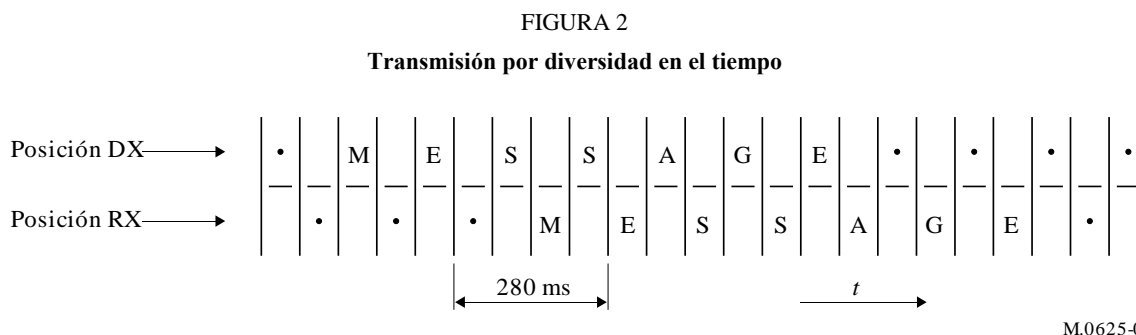 FIGURA 2
Transmisión por diversidad en el tiempo
Posición DX • M E S S A G E • • • •
Posición RX • • • M E S S A G E •
280 ms t
M.0625-0